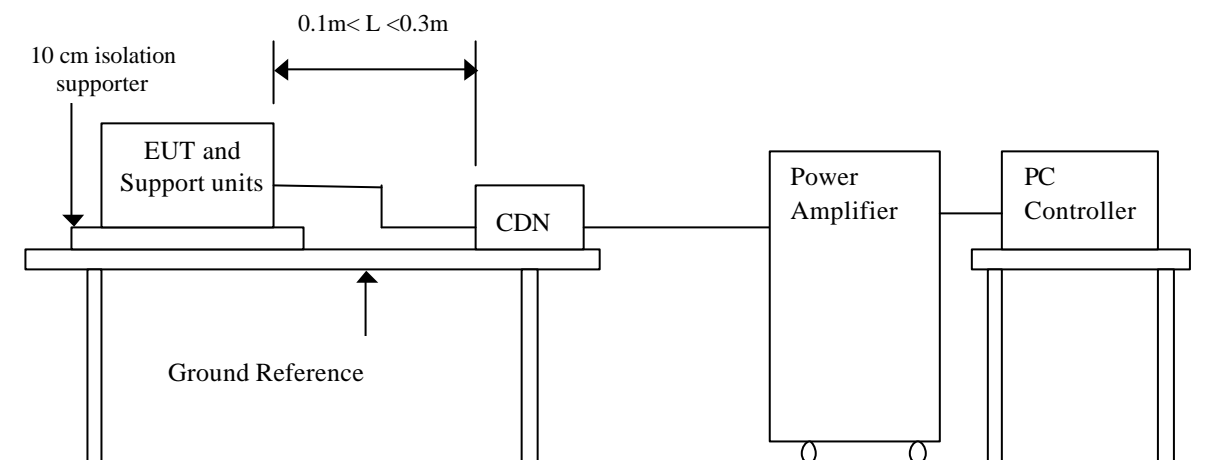 0.1m< L <0.3m
10 cm isolation
supporter
EUT and
Support units
CDN
Power
Amplifier
PC
Controller
Ground Reference